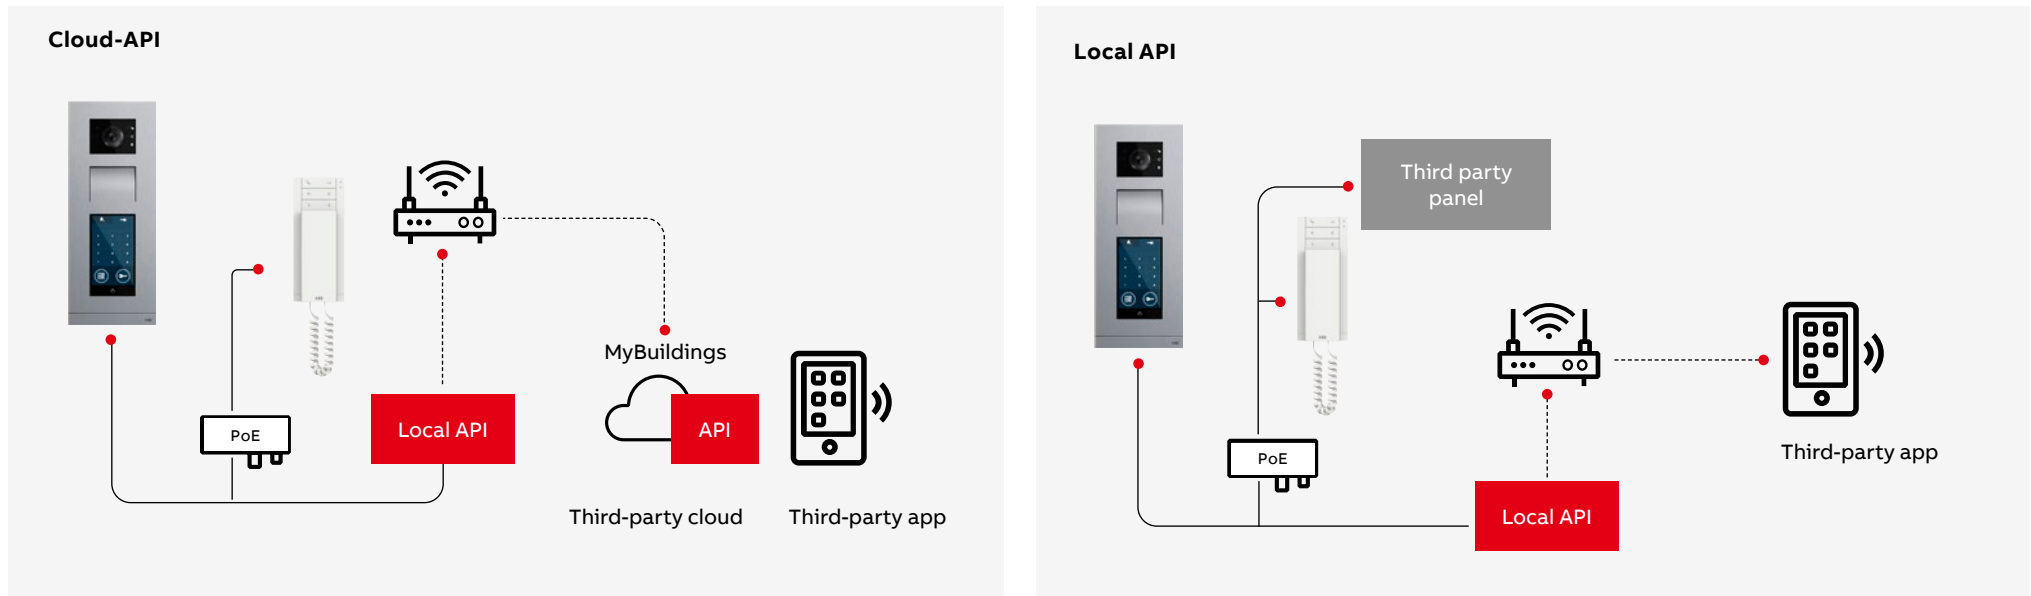 Cloud-API
MyBuildings
PoE
Local API
API
Third-party cloud
Third-party app
Local API
Third party
panel
PoE
Third-party app
Local API